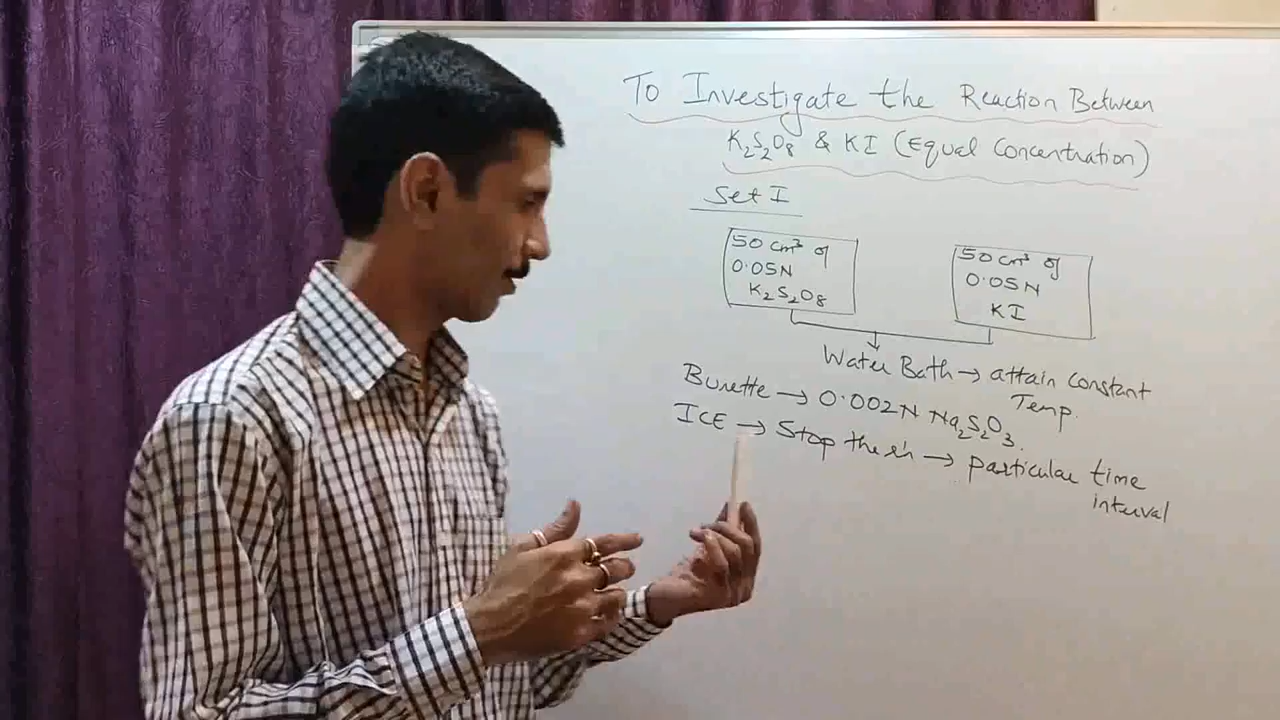 To Investigate the Reaction Between
K₂S₂O₈ & KI (Equal Concentration)
Set I
50 cm³ of
0.05N
K₂S₂O₈
50 cm³ of
0.05N
KI
Water Bath → attain constant
Temp.
Burette → 0.002N Na₂S₂O₃.
ICE → Stop the rxn → particular time
interval